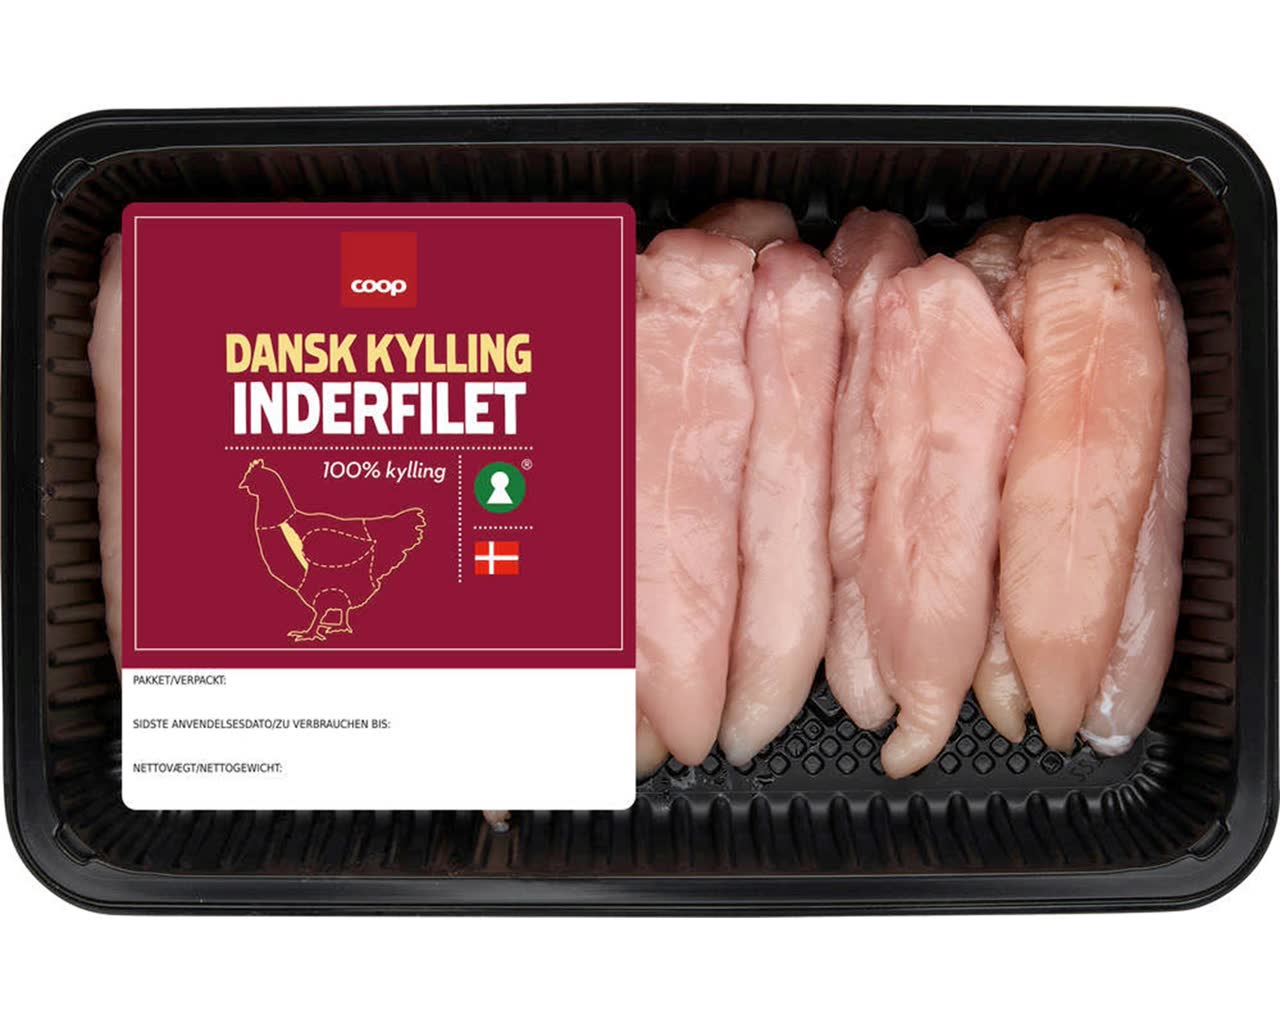 coop
DANSK KYLLING
INDERFILET
100% kylling
®
PAKKET/VERPACKT:
SIDSTE ANVENDELSESDATO/ZU VERBRAUCHEN BIS:
NETTOVÆGT/NETTOGEWICHT: